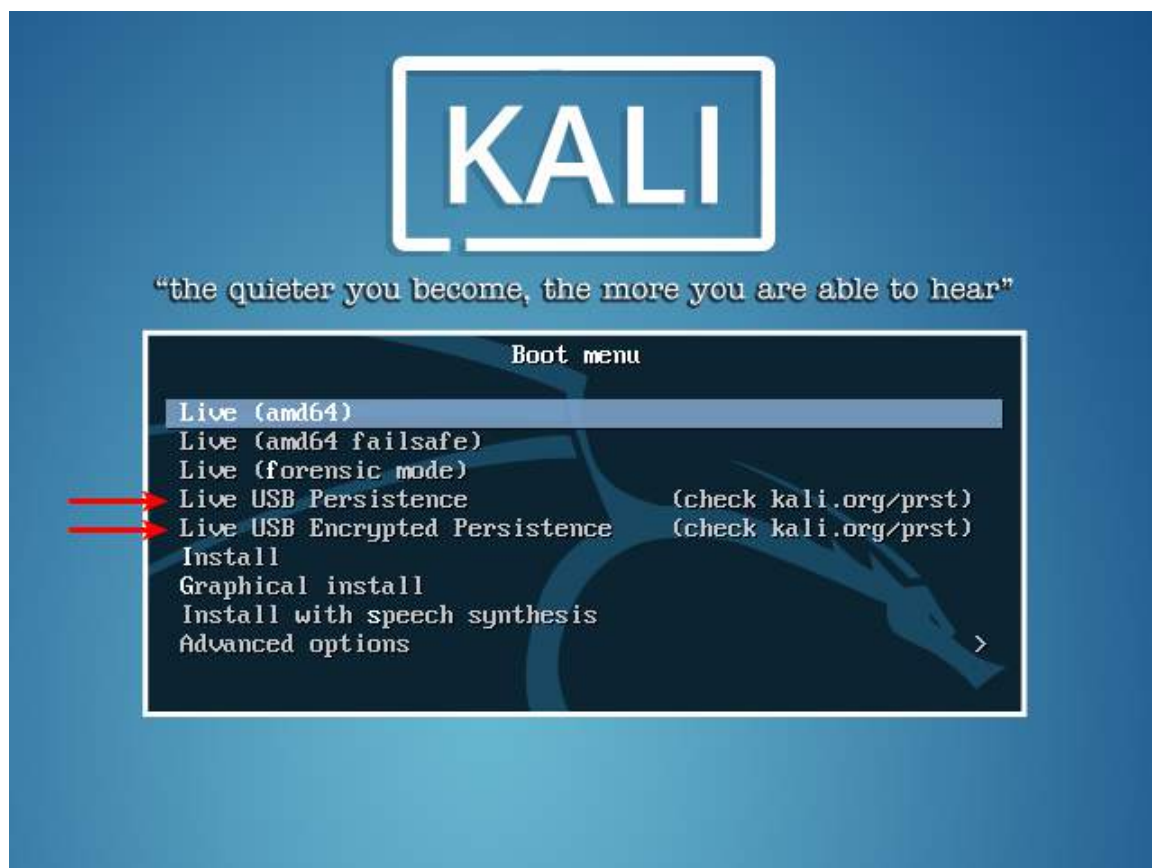 KALI
“the quieter you become, the more you are able to hear”
Boot menu
Live (amd64)
Live (amd64 failsafe)
Live (forensic mode)
Live USB Persistence (check kali.org/prst)
Live USB Encrypted Persistence (check kali.org/prst)
Install
Graphical install
Install with speech synthesis
Advanced options >